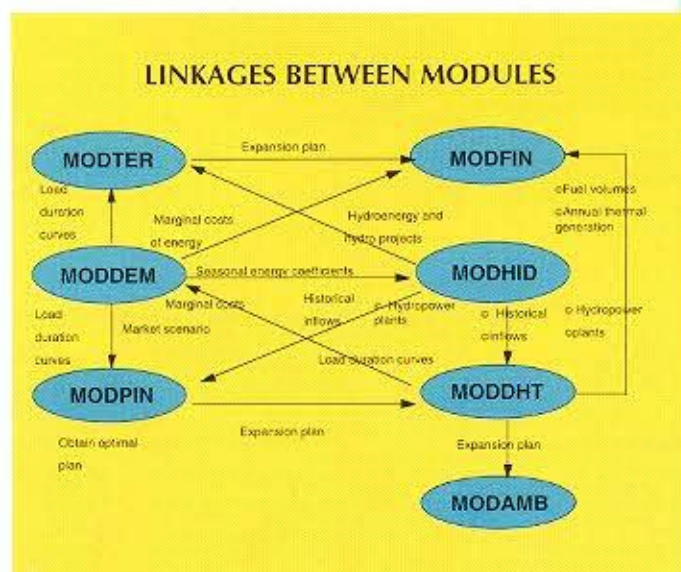 LINKAGES BETWEEN MODULES
MODTER
Expansion plan
MODFIN
Load
duration
curves
Marginal costs
of energy
Hydroenergy and
hydro projects
oFuel volumes
oAnnual thermal
generation
MODDEM
Seasonal energy coefficients
MODHID
Load
duration
curves
Market scenario
Marginal costs
Historical
inflows
o Hydropower
plants
o Historical
oinflows
o Hydropower
oplants
Load duration curves
MODPIN
Expansion plan
MODDHT
Obtain optimal
plan
Expansion plan
MODAMB